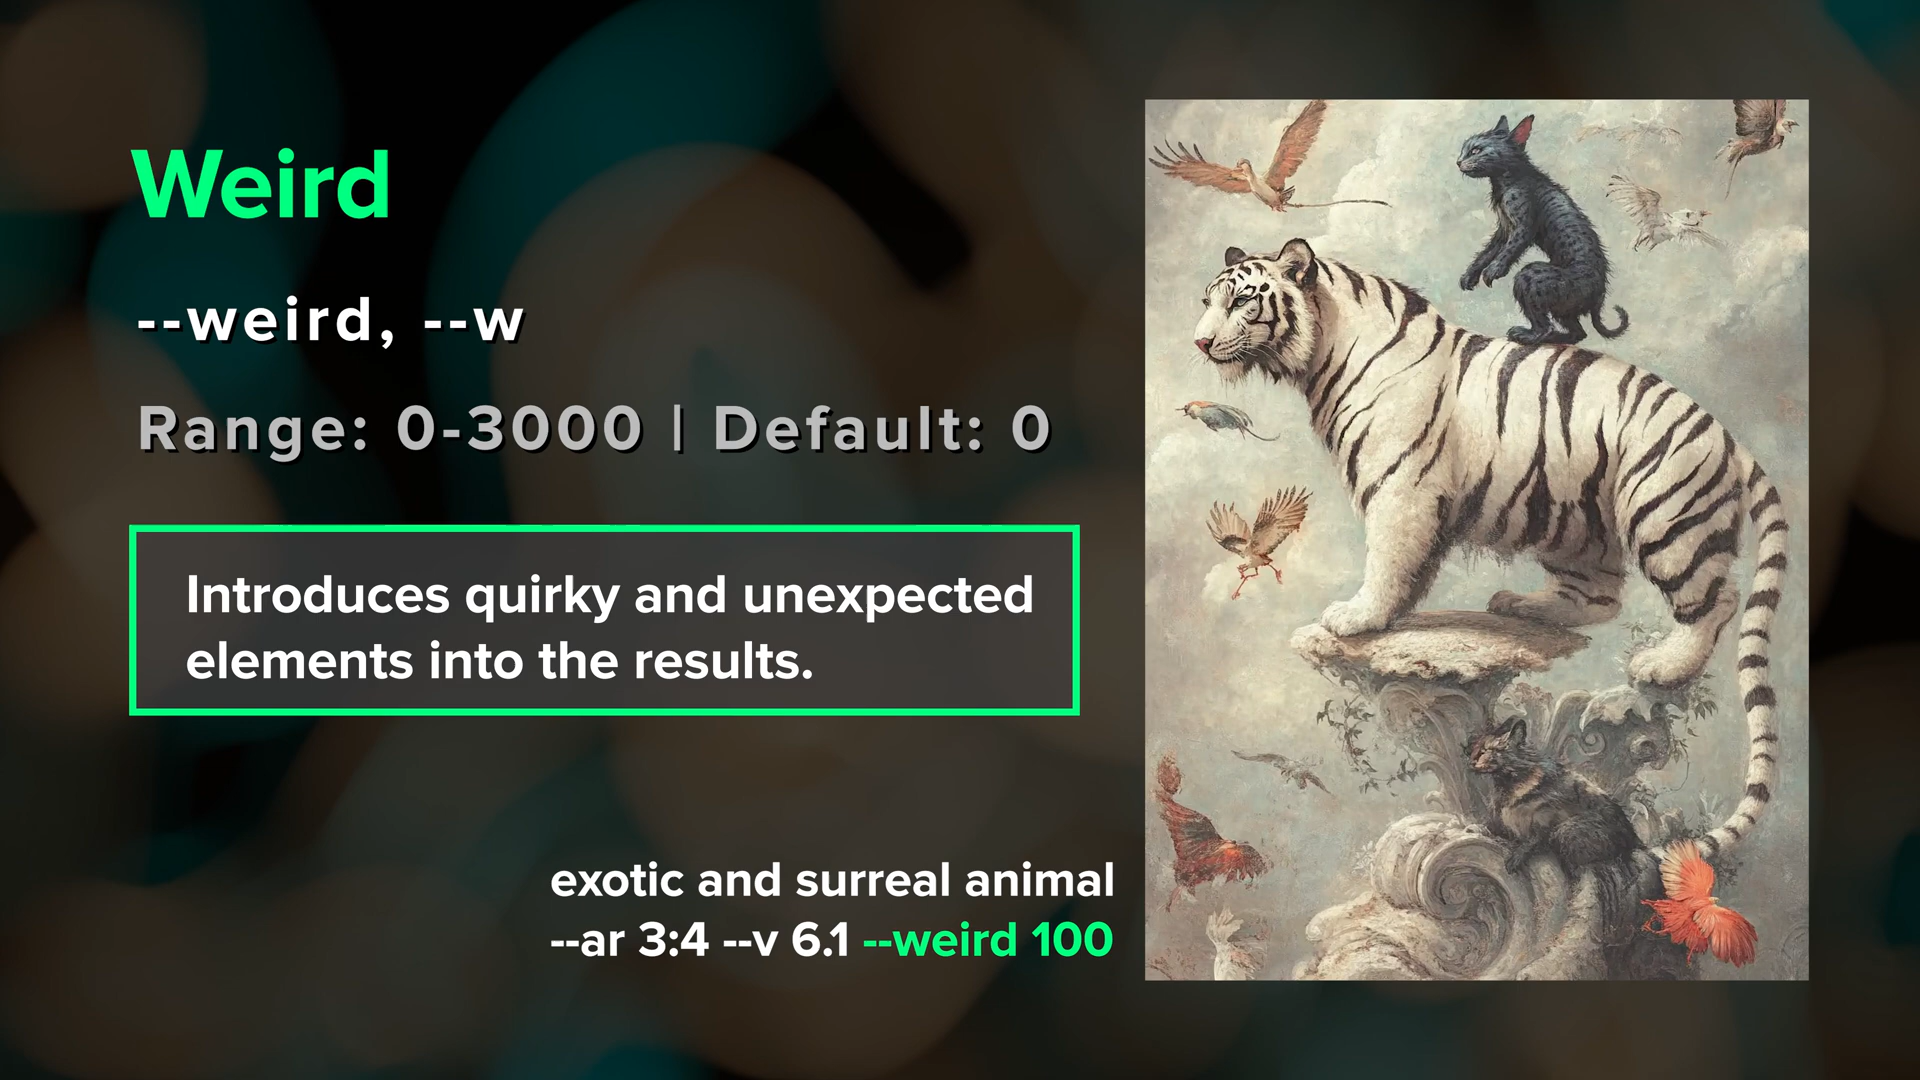 Weird
--weird, --w
Range: 0-3000 | Default: 0
Introduces quirky and unexpected
elements into the results.
exotic and surreal animal
--ar 3:4 --v 6.1 --weird 100